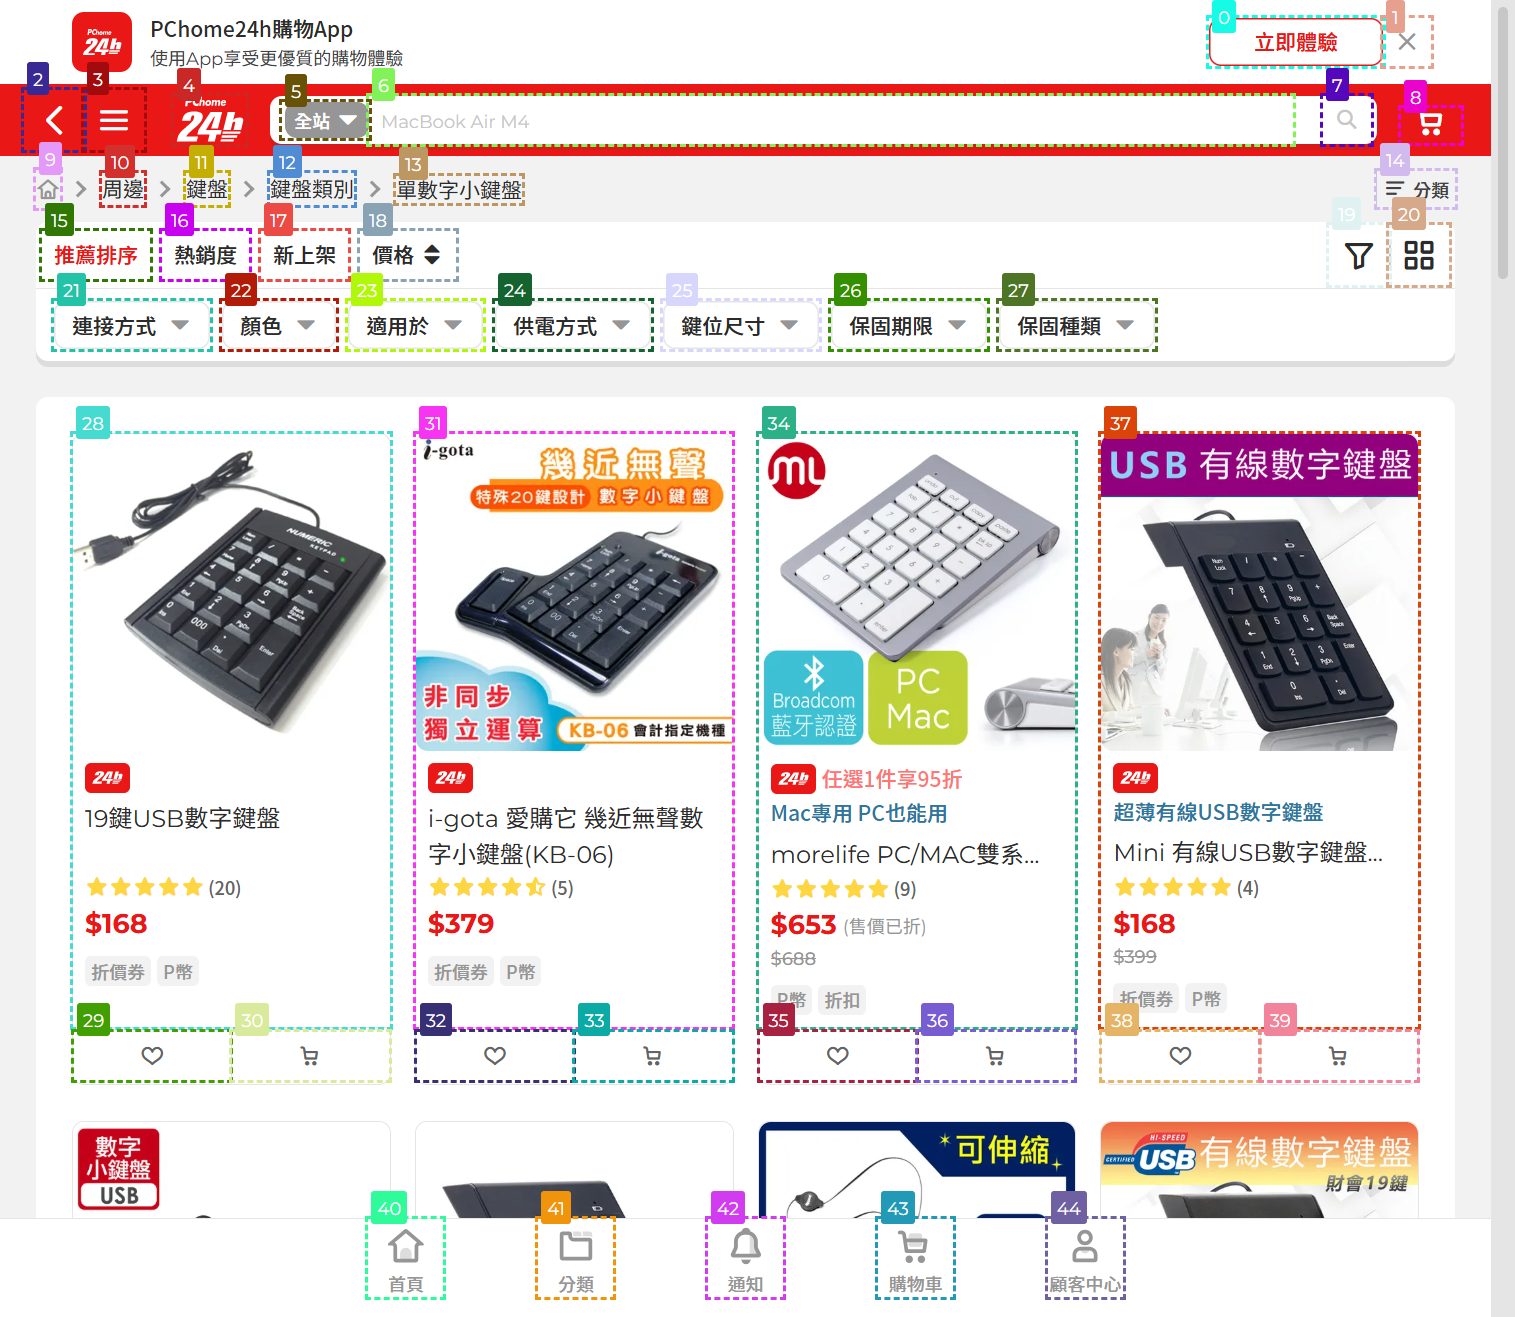 PChome24h購物App
使用App享受更優質的購物體驗
立即體驗
PChome
24h
全站
MacBook Air M4
周邊
鍵盤
鍵盤類別
單數字小鍵盤
分類
推薦排序
熱銷度
新上架
價格
連接方式
顏色
適用於
供電方式
鍵位尺寸
保固期限
保固種類
NUMERIC
KEYPAD
24h
19鍵USB數字鍵盤
(20)
$168
折價券 P幣
i-gota
幾近無聲
特殊20鍵設計 數字小鍵盤
非同步
獨立運算
KB-06 會計指定機種
24h
i-gota 愛購它 幾近無聲數
字小鍵盤(KB-06)
(5)
$379
折價券 P幣
ml
Broadcom
藍牙認證
PC
Mac
24h 任選1件享95折
Mac專用 PC也能用
morelife PC/MAC雙系...
(9)
$653 (售價已折)
$688
P幣 折扣
USB 有線數字鍵盤
24h
超薄有線USB數字鍵盤
Mini 有線USB數字鍵盤...
(4)
$168
$399
折價券 P幣
數字
小鍵盤
USB
可伸縮
HI-SPEED
CERTIFIED USB 有線數字鍵盤
財會19鍵
首頁
分類
通知
購物車
顧客中心
0
1
2
3
4
5
6
7
8
9
10
11
12
13
14
15
16
17
18
19
20
21
22
23
24
25
26
27
28
29
30
31
32
33
34
35
36
37
38
39
40
41
42
43
44